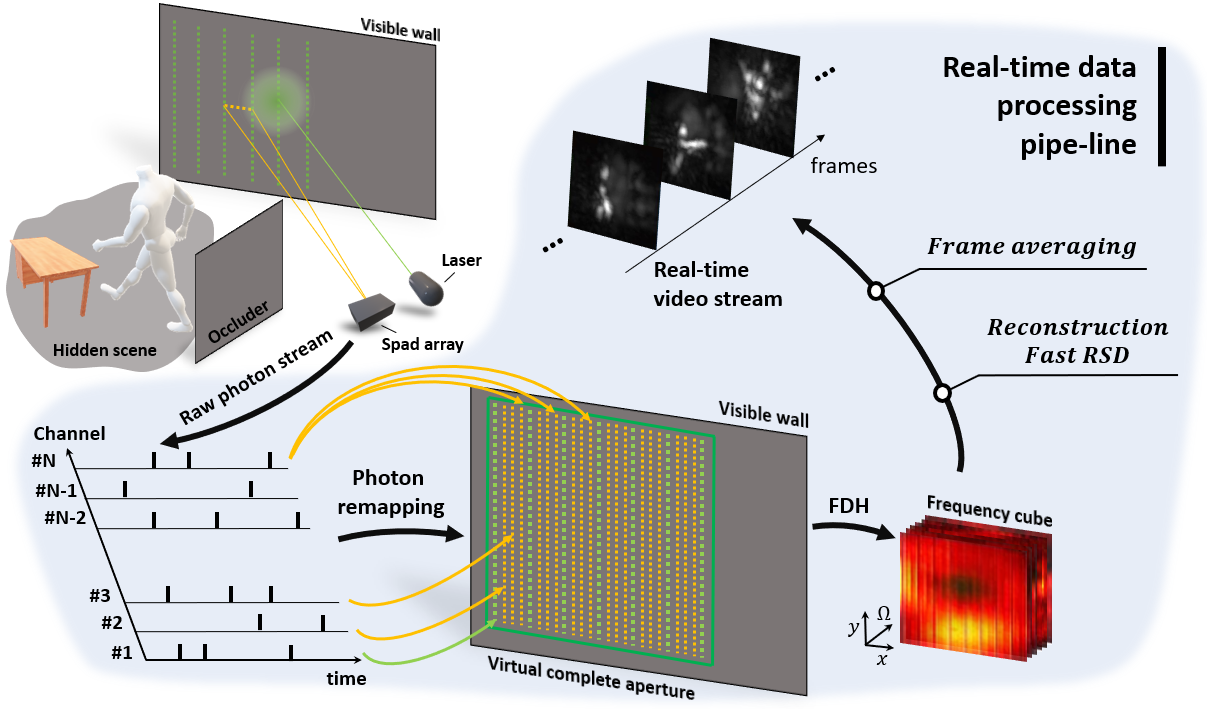 Visible wall
Real-time data
processing
pipe-line
frames
Laser
Real-time
video stream
Frame averaging
Occluder
Hidden scene
Spad array
Reconstruction
Fast RSD
Raw photon stream
Visible wall
Channel
#N
#N-1
#N-2
Photon
remapping
FDH
Frequency cube
#3
#2
#1
time
Virtual complete aperture
Ω
y
x